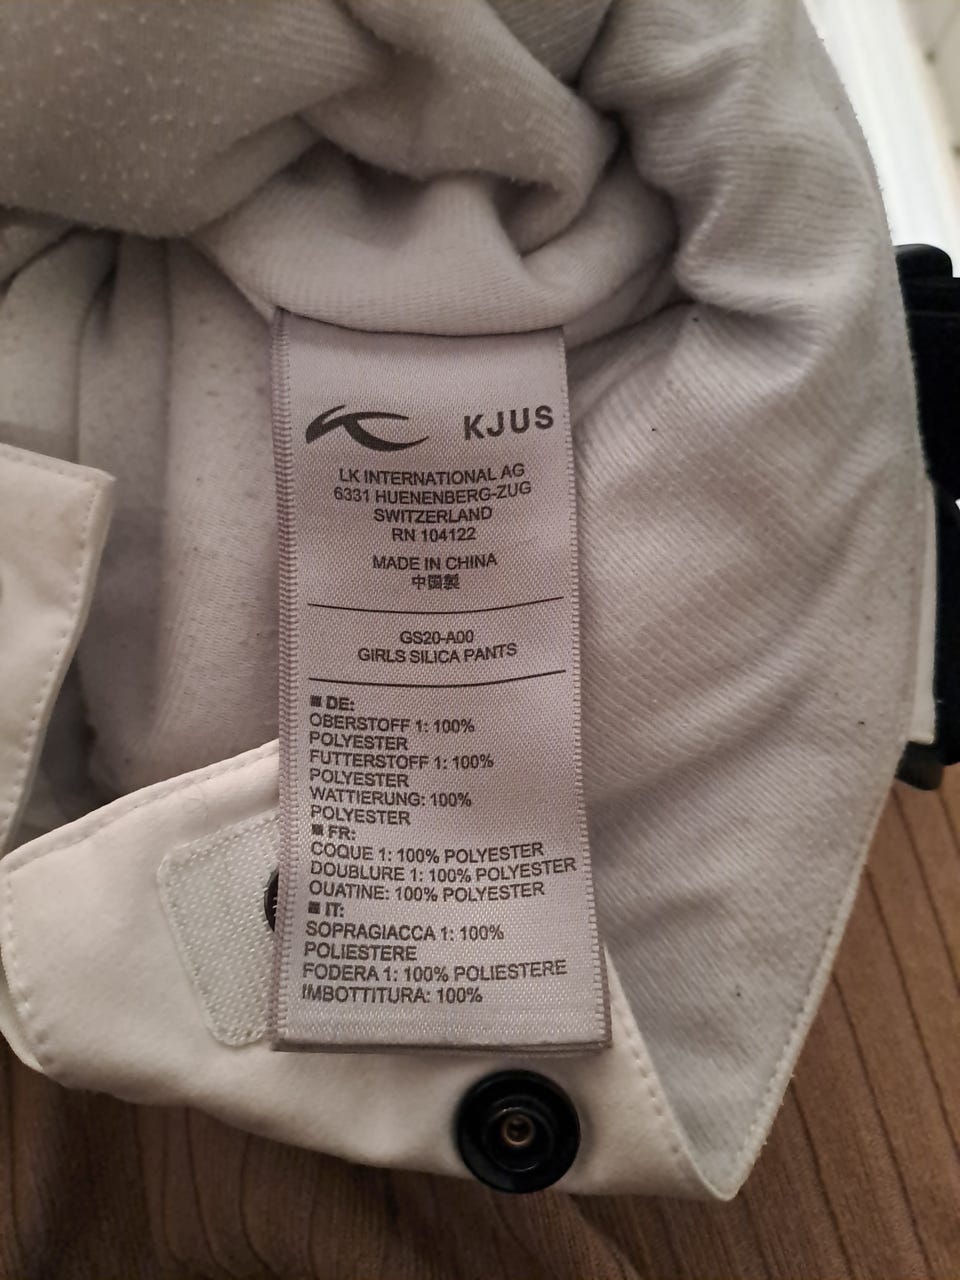 KJUS
LK INTERNATIONAL AG
6331 HUENENBERG-ZUG
SWITZERLAND
RN 104122
MADE IN CHINA
中国製
GS20-A00
GIRLS SILICA PANTS
DE:
OBERSTOFF 1: 100%
POLYESTER
FUTTERSTOFF 1: 100%
POLYESTER
WATTIERUNG: 100%
POLYESTER
FR:
COQUE 1: 100% POLYESTER
DOUBLURE 1: 100% POLYESTER
OUATINE: 100% POLYESTER
IT:
SOPRAGIACCA 1: 100%
POLIESTERE
FODERA 1: 100% POLIESTERE
IMBOTTITURA: 100%